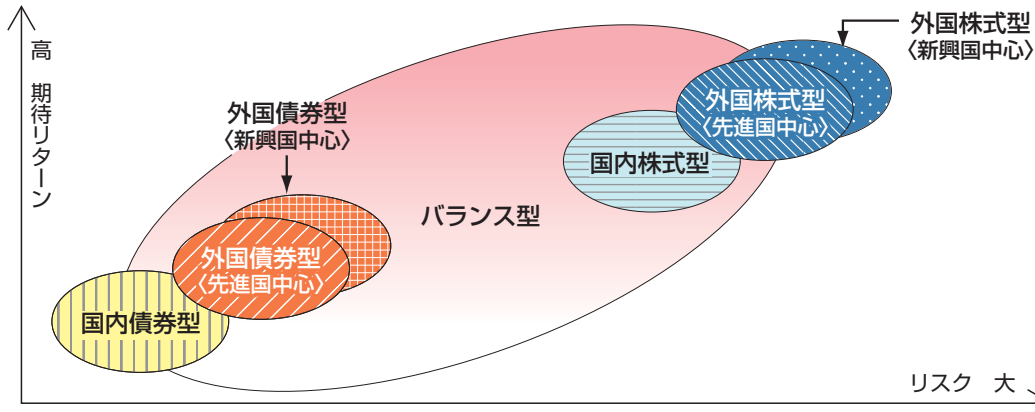 高 期待リターン
外国株式型
〈新興国中心〉
外国債券型
〈新興国中心〉
外国株式型
〈先進国中心〉
国内株式型
バランス型
外国債券型
〈先進国中心〉
国内債券型
リスク 大